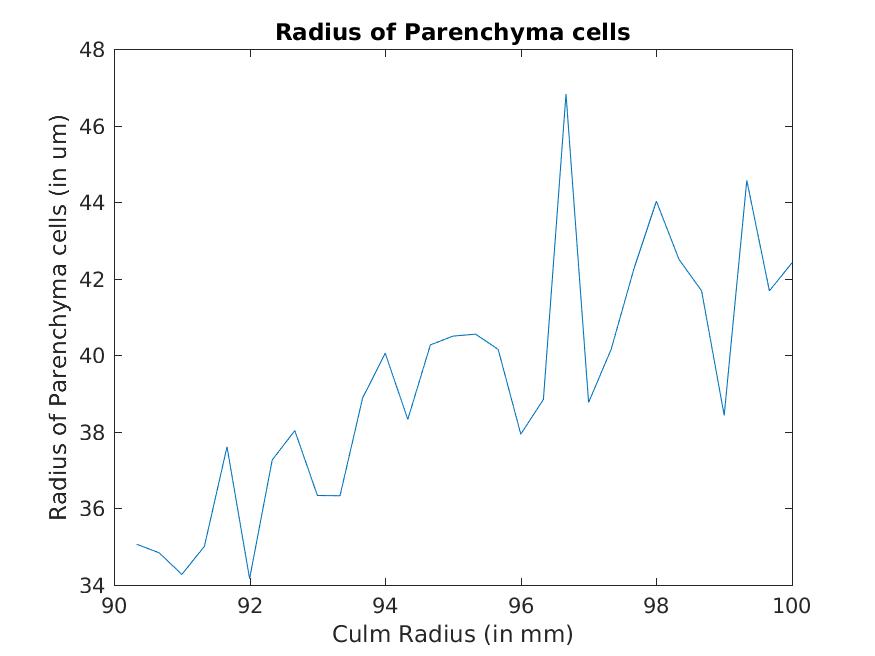 Radius of Parenchyma cells
48
46
44
42
40
38
36
34
Radius of Parenchyma cells (in um)
90 92 94 96 98 100
Culm Radius (in mm)